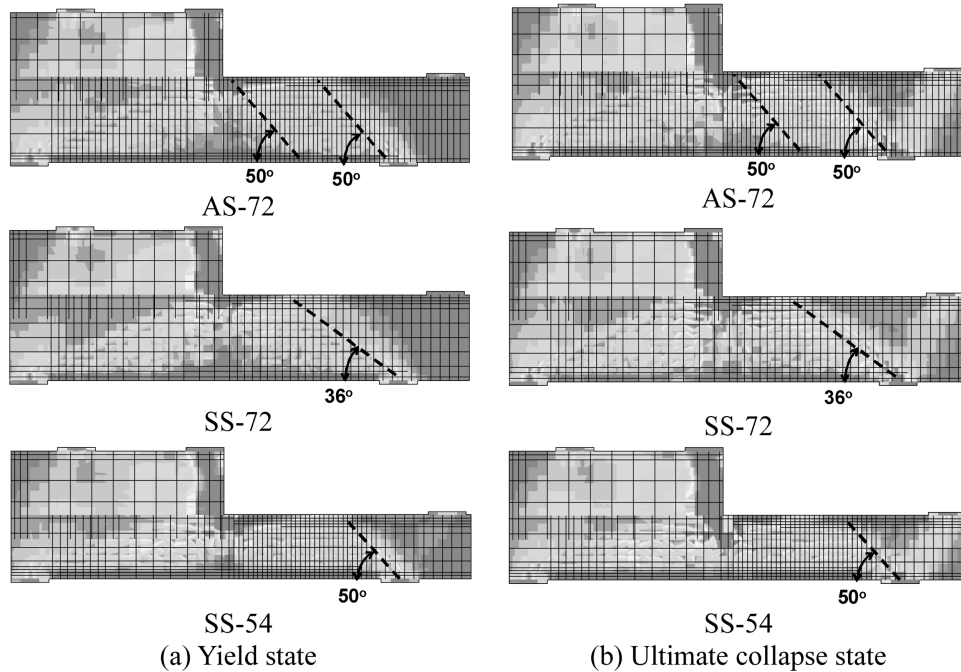 50° 50° 50° 50°
AS-72 AS-72
36° 36°
SS-72 SS-72
50° 50°
SS-54 SS-54
(a) Yield state (b) Ultimate collapse state